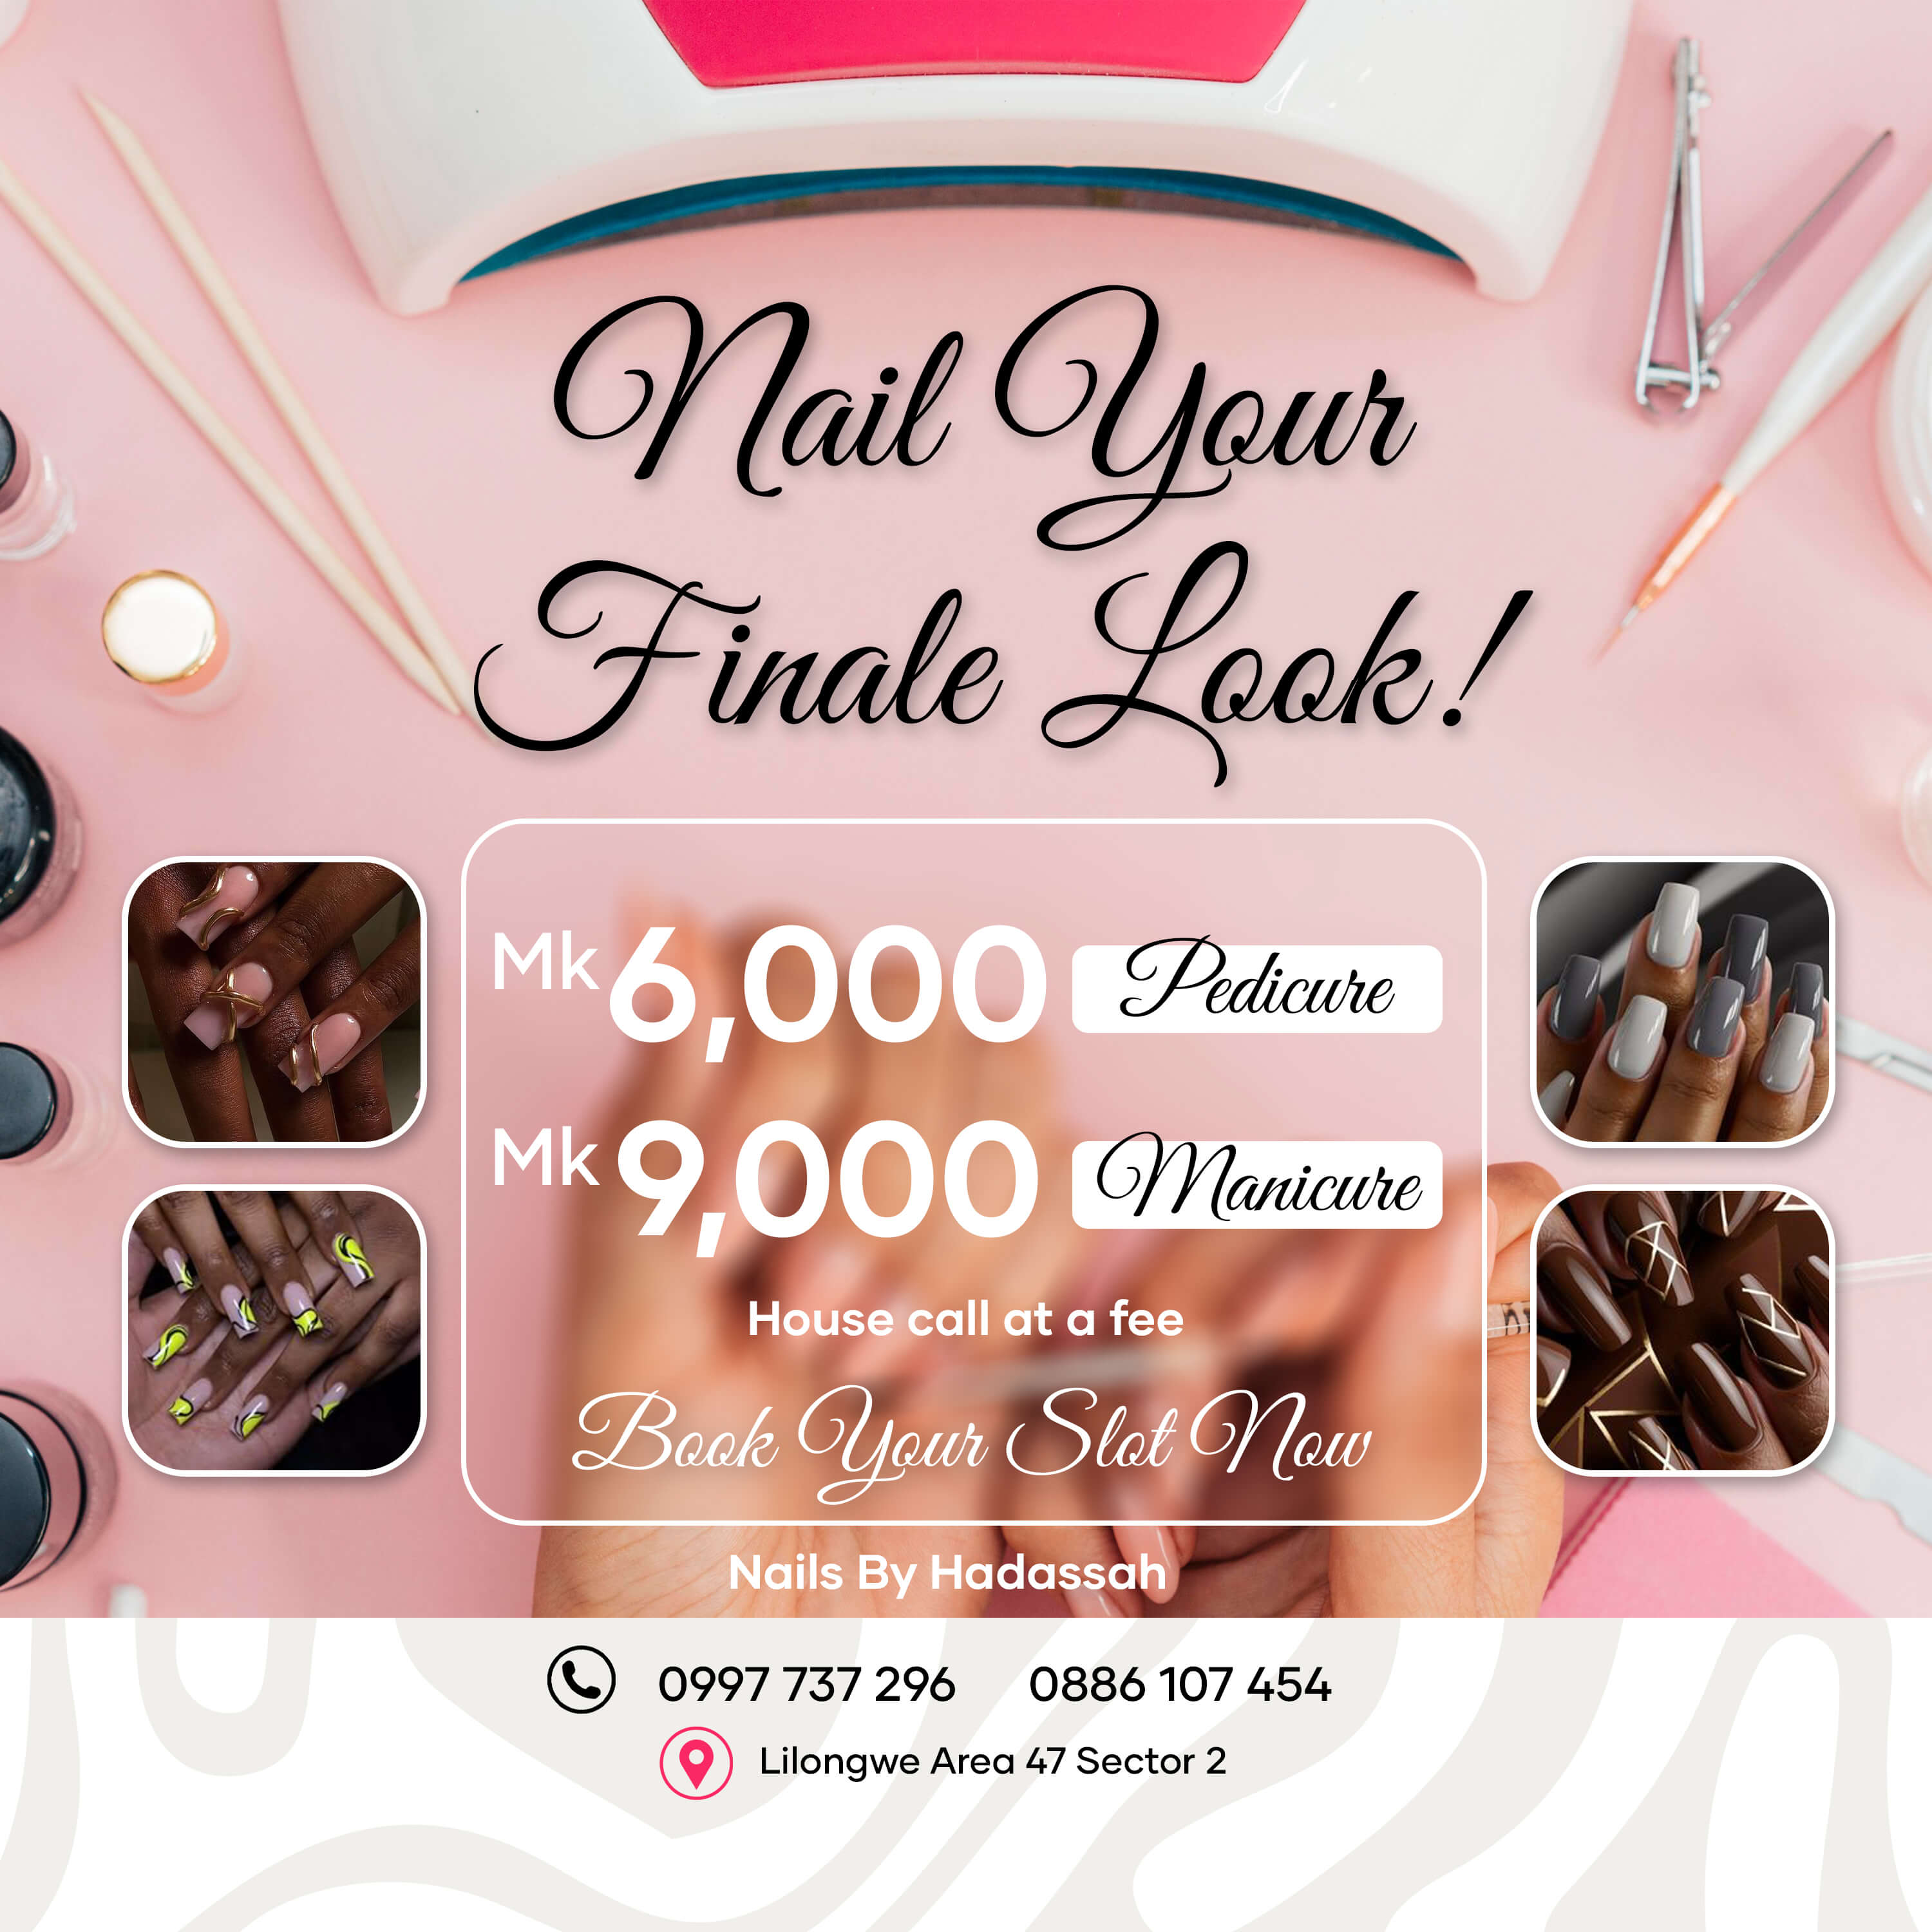 Nail Your
Finale Look!
Mk 6,000 Pedicure
Mk 9,000 Manicure
House call at a fee
Book Your Slot Now
Nails By Hadassah
0997 737 296 0886 107 454
Lilongwe Area 47 Sector 2